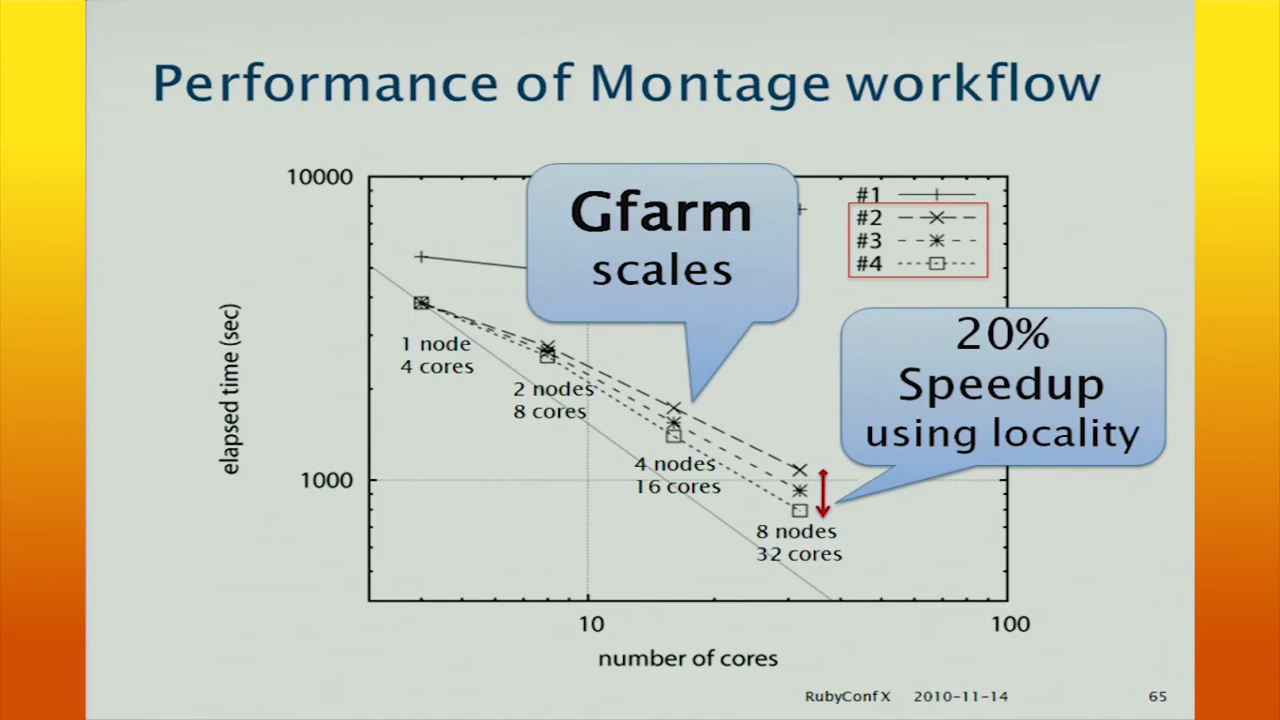 Performance of Montage workflow
10000
1000
10
100
elapsed time (sec)
number of cores
#1
#2
#3
#4
Gfarm
scales
20%
Speedup
using locality
1 node
4 cores
2 nodes
8 cores
4 nodes
16 cores
8 nodes
32 cores
RubyConf X 2010-11-14
65